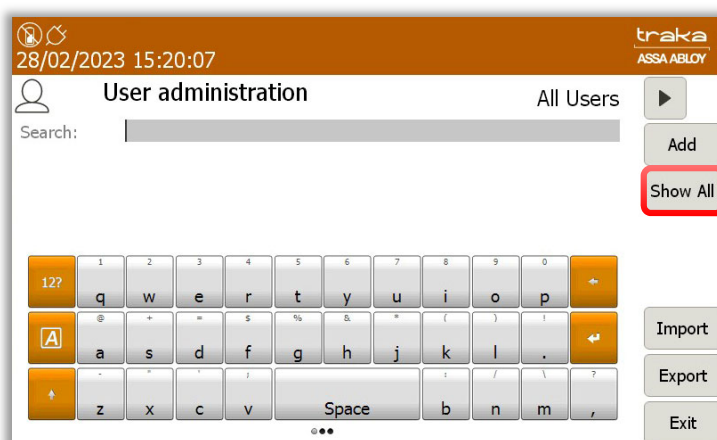 28/02/2023 15:20:07
traka
ASSA ABLOY
User administration
All Users
Search:
Add
Show All
12?
1 2 3 4 5 6 7 8 9 0
q w e r t y u i o p
@ + = $ % & * ( ) !
A
a s d f g h j k l .
- " ' ; : / \ ?
z x c v Space b n m ,
Import
Export
Exit